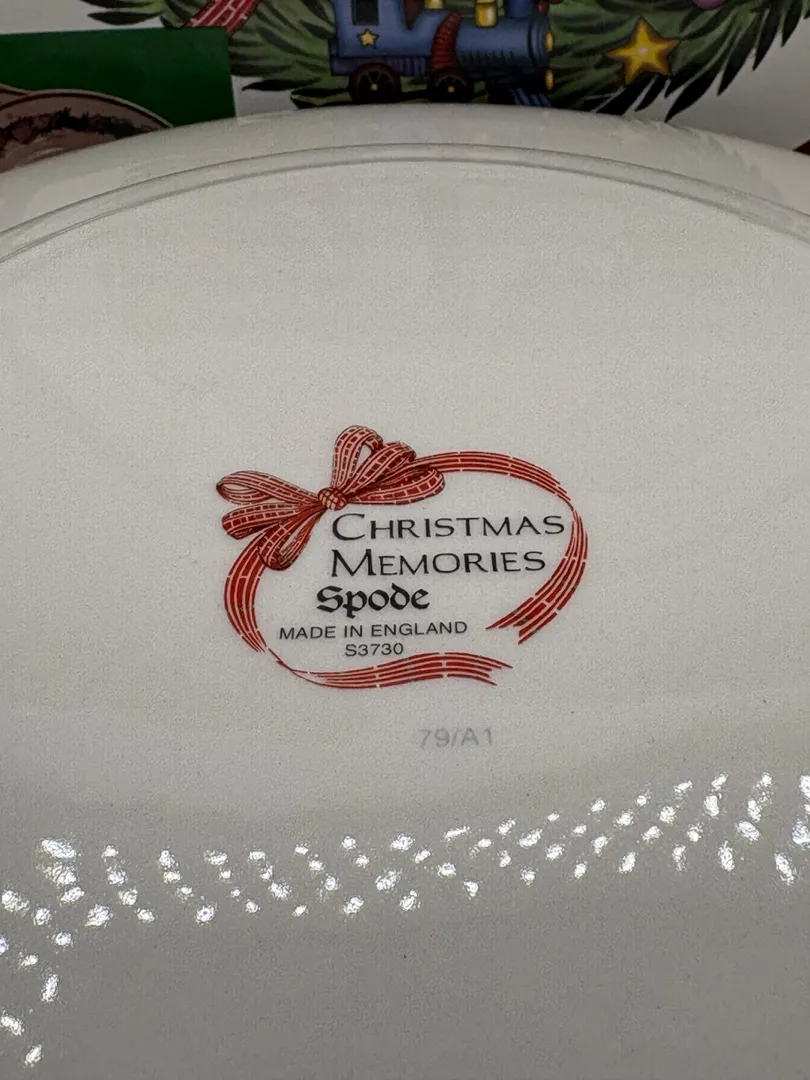 CHRISTMAS
MEMORIES
Spode
MADE IN ENGLAND
S3730
79/A1